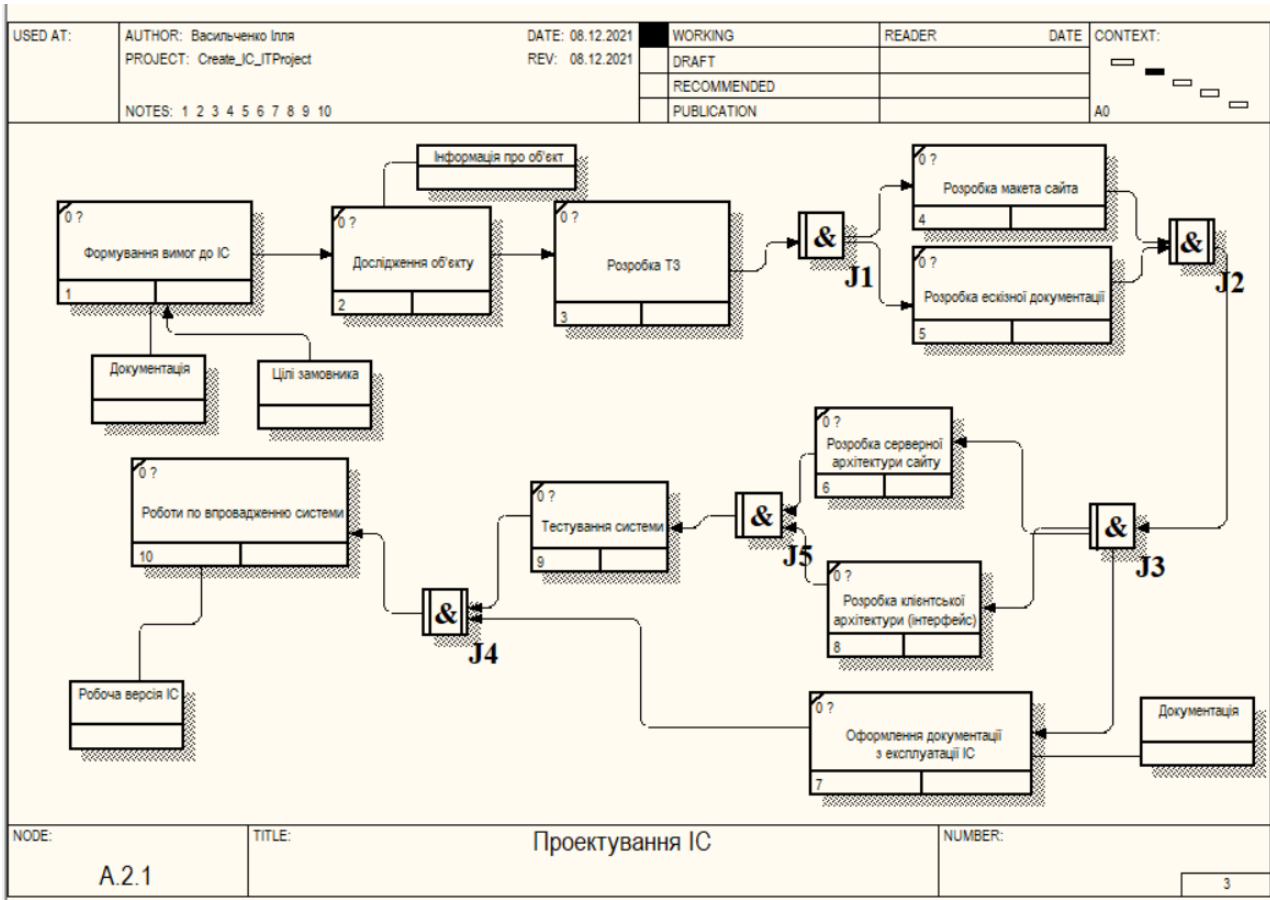 USED AT:
AUTHOR: Васильченко Ілля
DATE: 08.12.2021
PROJECT: Create_IC_ITProject
REV: 08.12.2021
NOTES: 1 2 3 4 5 6 7 8 9 10
WORKING
DRAFT
RECOMMENDED
PUBLICATION
READER
DATE
CONTEXT:
A0
Інформація про об'єкт
0 ?
Формування вимог до ІС
1
0 ?
Дослідження об'єкту
2
0 ?
Розробка ТЗ
3
&
J1
0 ?
Розробка макета сайта
4
0 ?
Розробка ескізної документації
5
&
J2
Документація
Цілі замовника
0 ?
Розробка серверної
архітектури сайту
6
0 ?
Роботи по впровадженню системи
10
0 ?
Тестування системи
9
&
J5
&
J3
0 ?
Розробка клієнтської
архітектури (інтерфейс)
8
&
J4
Робоча версія ІС
0 ?
Оформлення документації
з експлуатації ІС
7
Документація
NODE:
A.2.1
TITLE:
Проектування ІС
NUMBER:
3